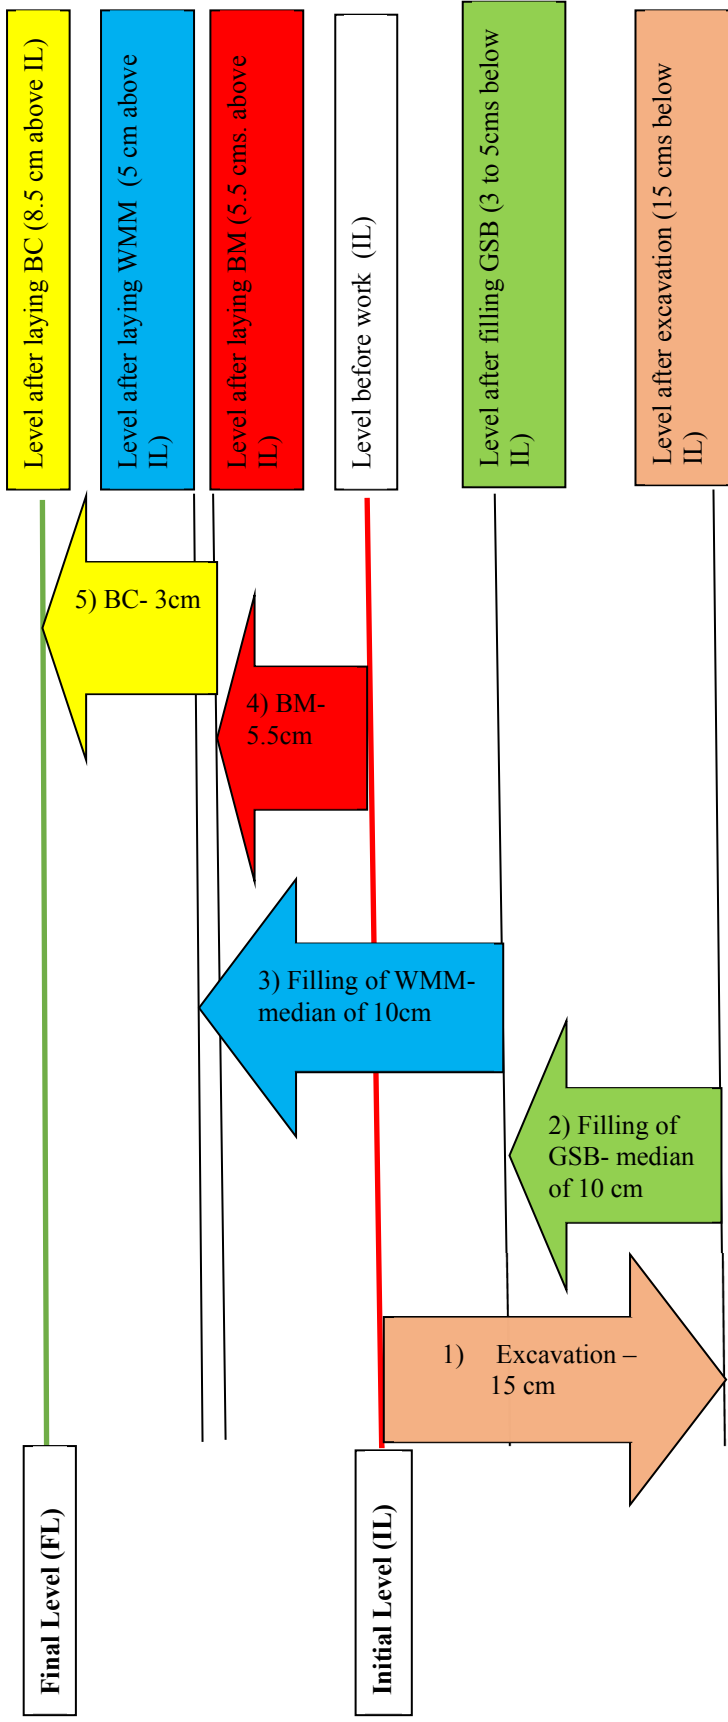 Level after laying BC (8.5 cm above IL)
Level after laying WMM  (5 cm above
IL)
Level after laying BM (5.5 cms. above
IL)
Level before work  (IL)
Level after filling GSB (3 to 5cms below
IL)
Level after excavation (15 cms below
IL)
5) BC- 3cm
4) BM-
5.5cm
3) Filling of WMM-
median of 10cm
2) Filling of
GSB- median
of 10 cm
1) Excavation –
15 cm
Final Level (FL)
Initial Level (IL)